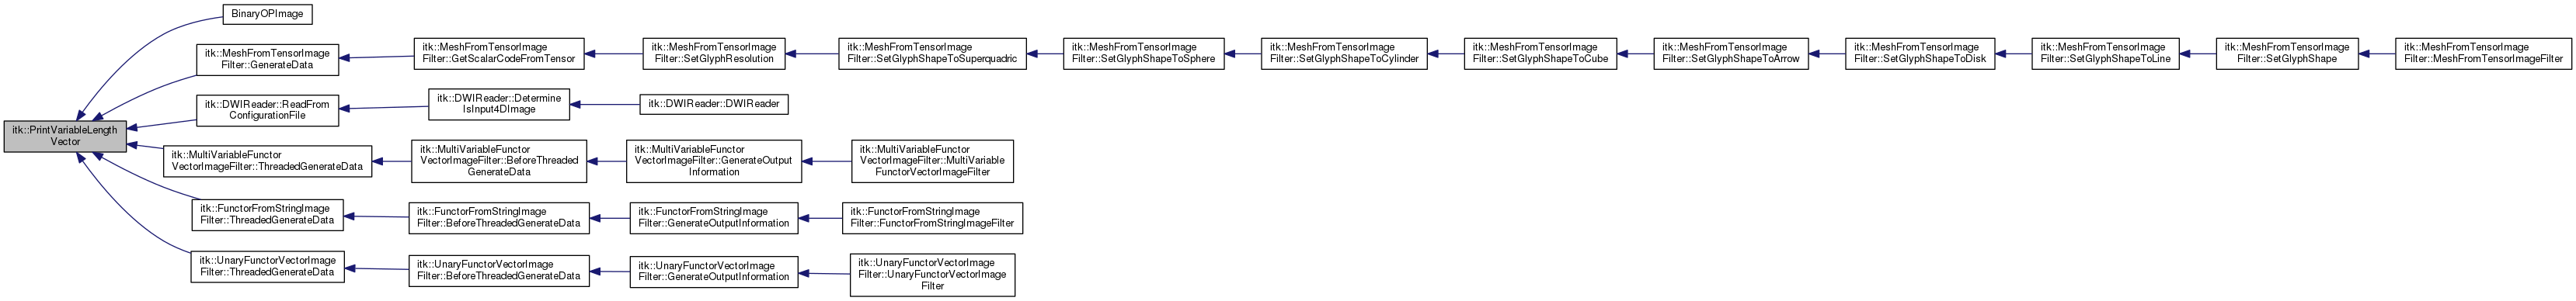 itk::PrintVariableLength
Vector
BinaryOPImage
itk::MeshFromTensorImage
Filter::GenerateData
itk::MeshFromTensorImage
Filter::GetScalarCodeFromTensor
itk::MeshFromTensorImage
Filter::SetGlyphResolution
itk::MeshFromTensorImage
Filter::SetGlyphShapeToSuperquadric
itk::MeshFromTensorImage
Filter::SetGlyphShapeToSphere
itk::MeshFromTensorImage
Filter::SetGlyphShapeToCylinder
itk::MeshFromTensorImage
Filter::SetGlyphShapeToCube
itk::MeshFromTensorImage
Filter::SetGlyphShapeToArrow
itk::MeshFromTensorImage
Filter::SetGlyphShapeToDisk
itk::MeshFromTensorImage
Filter::SetGlyphShapeToLine
itk::MeshFromTensorImage
Filter::SetGlyphShape
itk::MeshFromTensorImage
Filter::MeshFromTensorImageFilter
itk::DWIReader::ReadFrom
ConfigurationFile
itk::DWIReader::Determine
IsInput4DImage
itk::DWIReader::DWIReader
itk::MultiVariableFunctor
VectorImageFilter::ThreadedGenerateData
itk::MultiVariableFunctor
VectorImageFilter::BeforeThreaded
GenerateData
itk::MultiVariableFunctor
VectorImageFilter::GenerateOutput
Information
itk::MultiVariableFunctor
VectorImageFilter::MultiVariable
FunctorVectorImageFilter
itk::FunctorFromStringImage
Filter::ThreadedGenerateData
itk::FunctorFromStringImage
Filter::BeforeThreadedGenerateData
itk::FunctorFromStringImage
Filter::GenerateOutputInformation
itk::FunctorFromStringImage
Filter::FunctorFromStringImageFilter
itk::UnaryFunctorVectorImage
Filter::ThreadedGenerateData
itk::UnaryFunctorVectorImage
Filter::BeforeThreadedGenerateData
itk::UnaryFunctorVectorImage
Filter::GenerateOutputInformation
itk::UnaryFunctorVectorImage
Filter::UnaryFunctorVectorImage
Filter